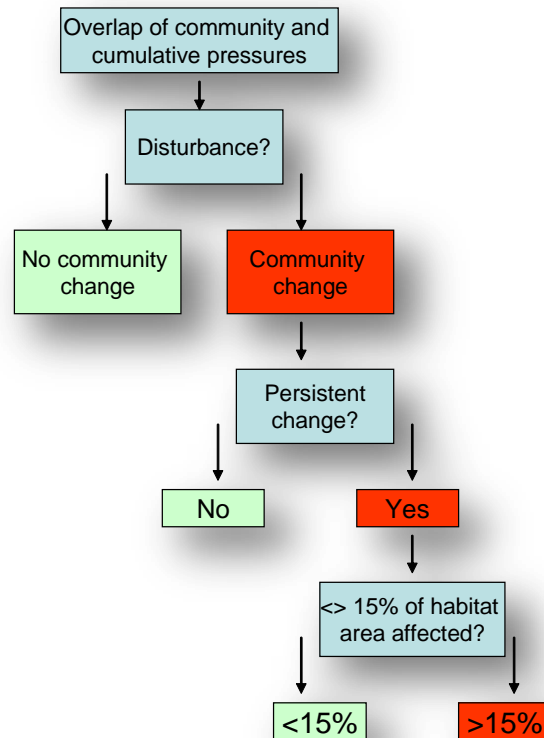 Overlap of community and
cumulative pressures
Disturbance?
No community
change
Community
change
Persistent
change?
No
Yes
<> 15% of habitat
area affected?
<15%
>15%